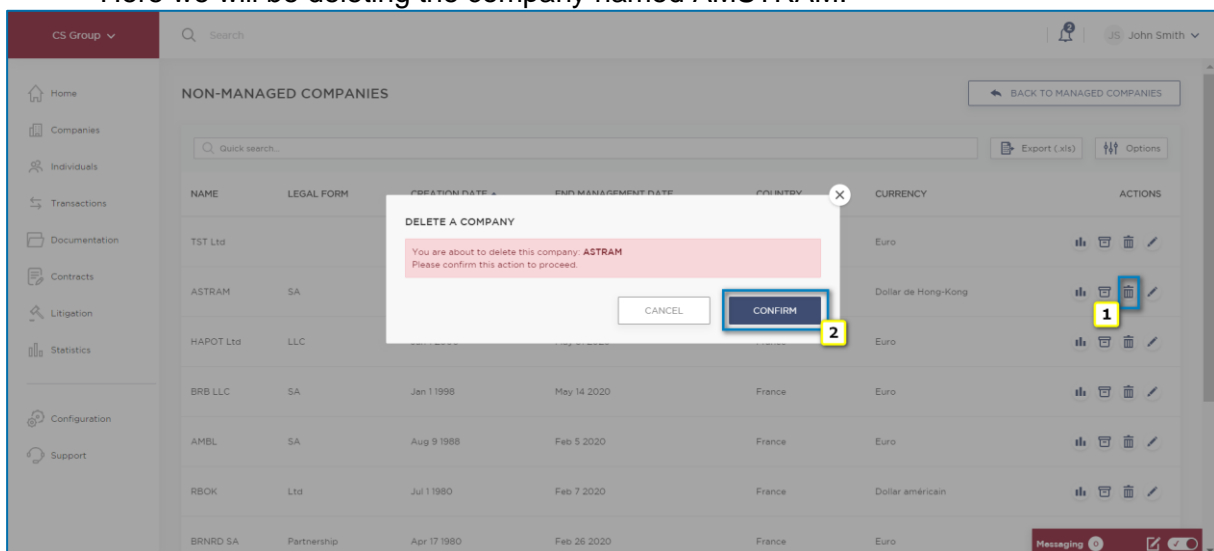 Here we will be deleting the company named AMSTRAM.
CS Group
Search
2
JS John Smith
Home
Companies
Individuals
Transactions
Documentation
Contracts
Litigation
Statistics
Configuration
Support
NON-MANAGED COMPANIES
BACK TO MANAGED COMPANIES
Quick search...
Export (.xls)
Options
NAME LEGAL FORM CREATION DATE END MANAGEMENT DATE COUNTRY CURRENCY ACTIONS
TST Ltd Euro
ASTRAM SA Dollar de Hong-Kong
HAPOT Ltd LLC Euro
BRB LLC SA Jan 1 1998 May 14 2020 France Euro
AMBL SA Aug 9 1988 Feb 5 2020 France Euro
RBOK Ltd Jul 1 1980 Feb 7 2020 France Dollar américain
BRNRD SA Partnership Apr 17 1980 Feb 26 2020 France Euro
DELETE A COMPANY
You are about to delete this company: ASTRAM
Please confirm this action to proceed.
CANCEL
CONFIRM
1
2
Messaging 0